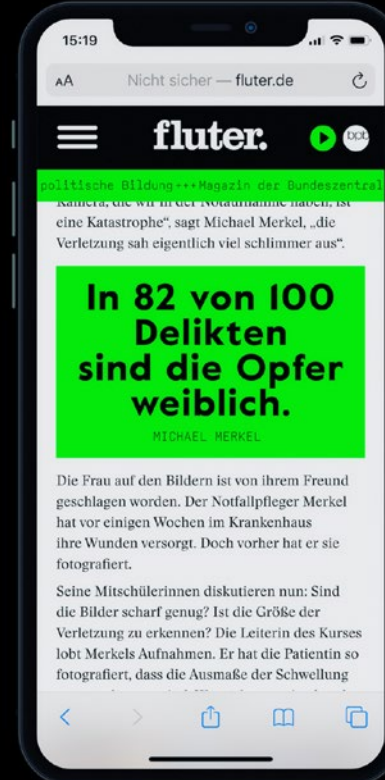 15:19
AA Nicht sicher — fluter.de
fluter. bpb:
politische Bildung+++Magazin der Bundeszentral
Kamera, die wir in der Notaufnahme haben, ist
eine Katastrophe“, sagt Michael Merkel, „die
Verletzung sah eigentlich viel schlimmer aus“.
In 82 von 100
Delikten
sind die Opfer
weiblich.
MICHAEL MERKEL
Die Frau auf den Bildern ist von ihrem Freund
geschlagen worden. Der Notfallpfleger Merkel
hat vor einigen Wochen im Krankenhaus
ihre Wunden versorgt. Doch vorher hat er sie
fotografiert.
Seine Mitschülerinnen diskutieren nun: Sind
die Bilder scharf genug? Ist die Größe der
Verletzung zu erkennen? Die Leiterin des Kurses
lobt Merkels Aufnahmen. Er hat die Patientin so
fotografiert, dass die Ausmaße der Schwellung